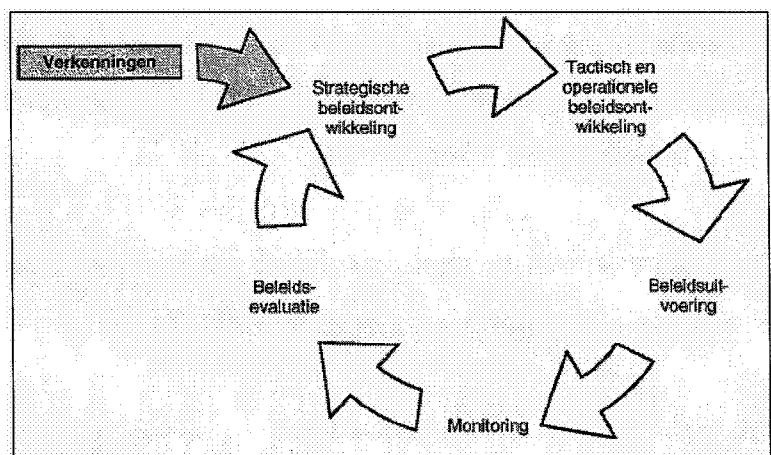 Verkenningen
Strategische
beleidsont-
wikkeling
Tactisch en
operationele
beleidsont-
wikkeling
Beleidsuit-
voering
Monitoring
Beleids-
evaluatie